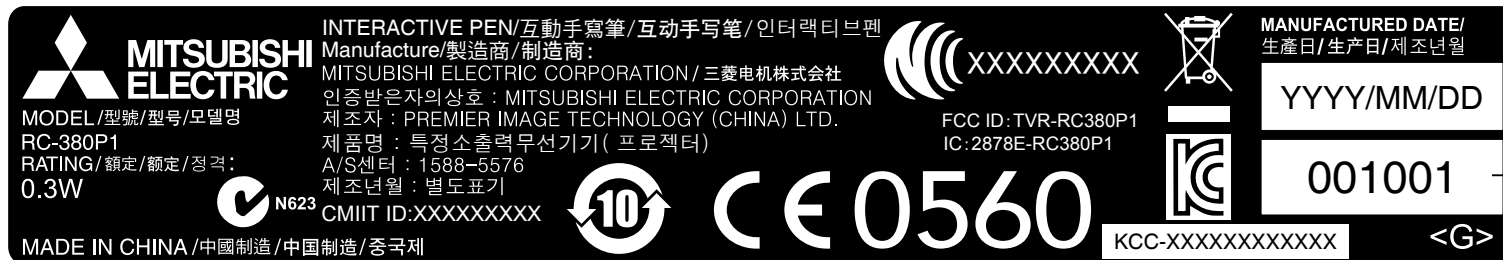 MITSUBISHI
ELECTRIC
MODEL/型號/型号/모델명
RC-380P1
RATING/額定/额定/정격:
0.3W
N623
MADE IN CHINA/中國制造/中国制造/중국제
INTERACTIVE PEN/互動手寫筆/互动手写笔/인터랙티브펜
Manufacture/製造商/制造商:
MITSUBISHI ELECTRIC CORPORATION/三菱电机株式会社
인증받은자의상호 : MITSUBISHI ELECTRIC CORPORATION
제조자 : PREMIER IMAGE TECHNOLOGY (CHINA) LTD.
제품명 : 특정소출력무선기기( 프로젝터)
A/S센터 : 1588-5576
제조년월 : 별도표기
CMIIT ID:XXXXXXXXXX
10
XXXXXXXXX
FCC ID:TVR-RC380P1
IC:2878E-RC380P1
CE0560
KCC-XXXXXXXXXXXXX
MANUFACTURED DATE/
生產日/生产日/제조년월
YYYY/MM/DD
001001
<G>